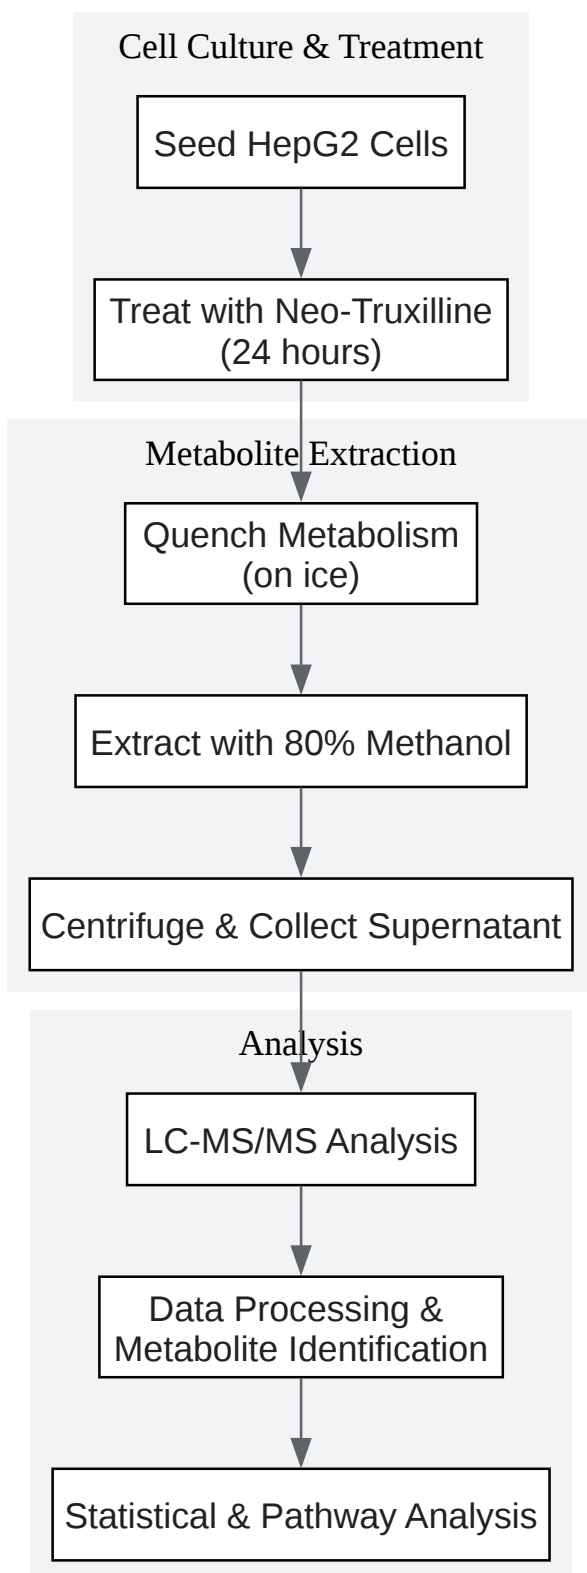 Cell Culture & Treatment
Seed HepG2 Cells
Treat with Neo-Truxilline
(24 hours)
Metabolite Extraction
Quench Metabolism
(on ice)
Extract with 80% Methanol
Centrifuge & Collect Supernatant
Analysis
LC-MS/MS Analysis
Data Processing &
Metabolite Identification
Statistical & Pathway Analysis